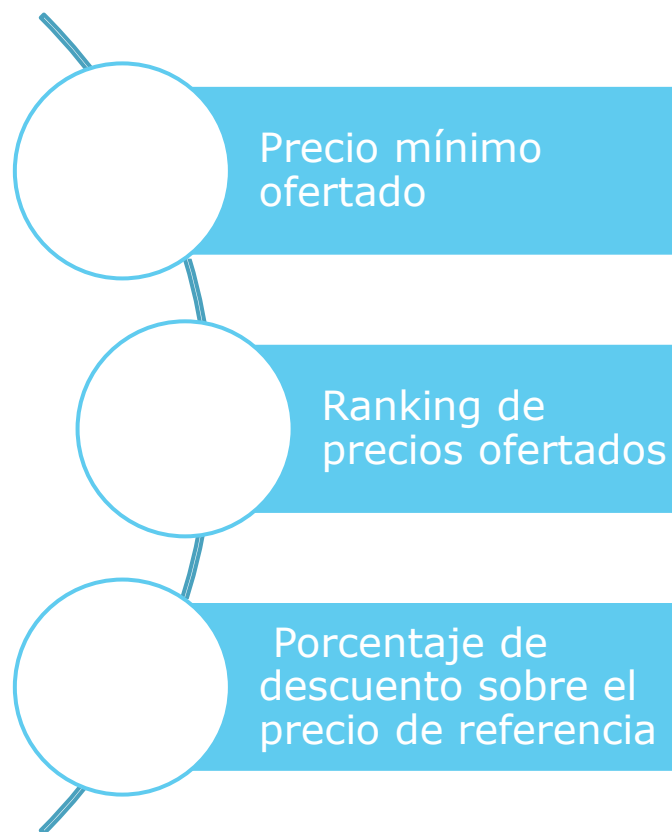 Precio mínimo
ofertado
Ranking de
precios ofertados
Porcentaje de
descuento sobre el
precio de referencia